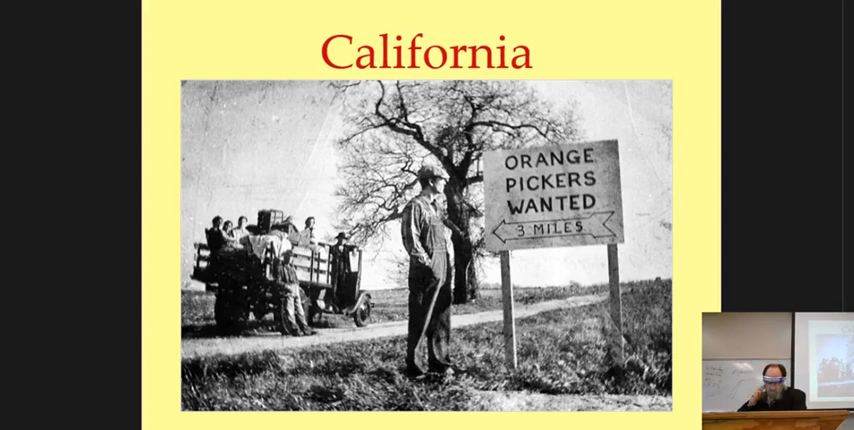 California
ORANGE
PICKERS
WANTED
3 MILES